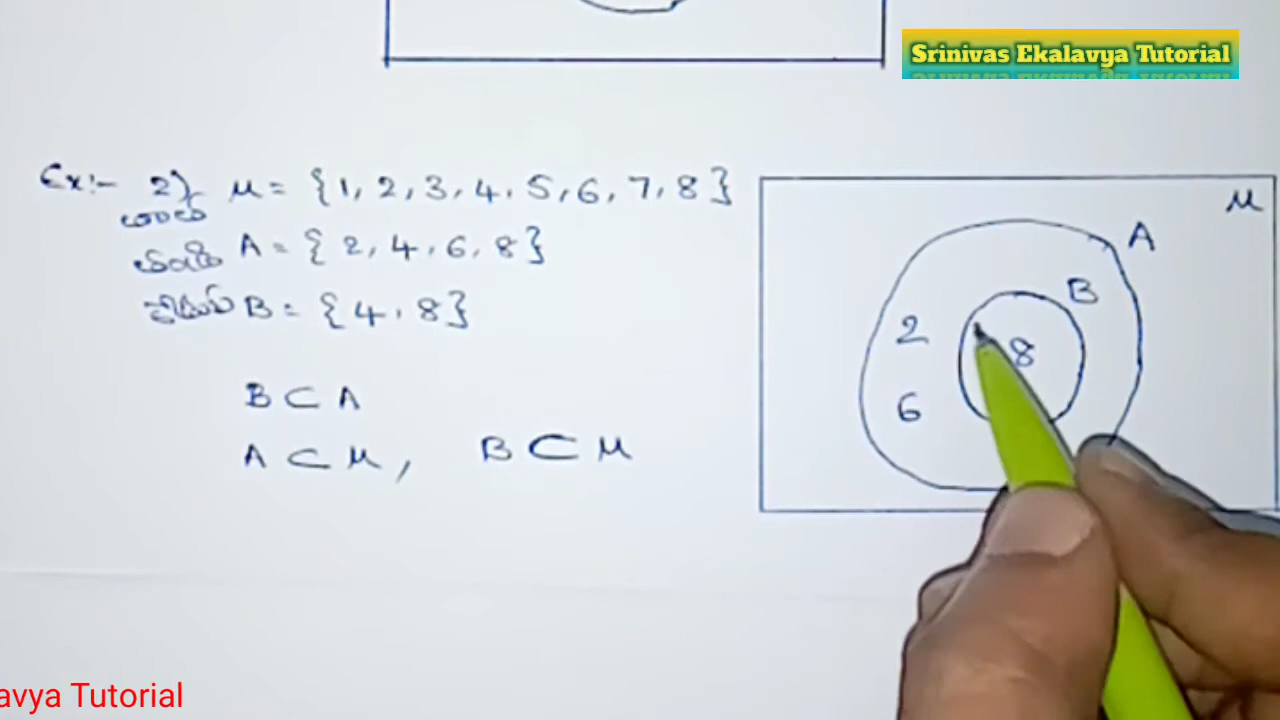 Srinivas Ekalavya Tutorial
Ex:- 2) μ = {1, 2, 3, 4, 5, 6, 7, 8}
A = {2, 4, 6, 8}
B = {4, 8}
B ⊂ A
A ⊂ μ, B ⊂ μ
μ
A
B
2
8
6
avya Tutorial